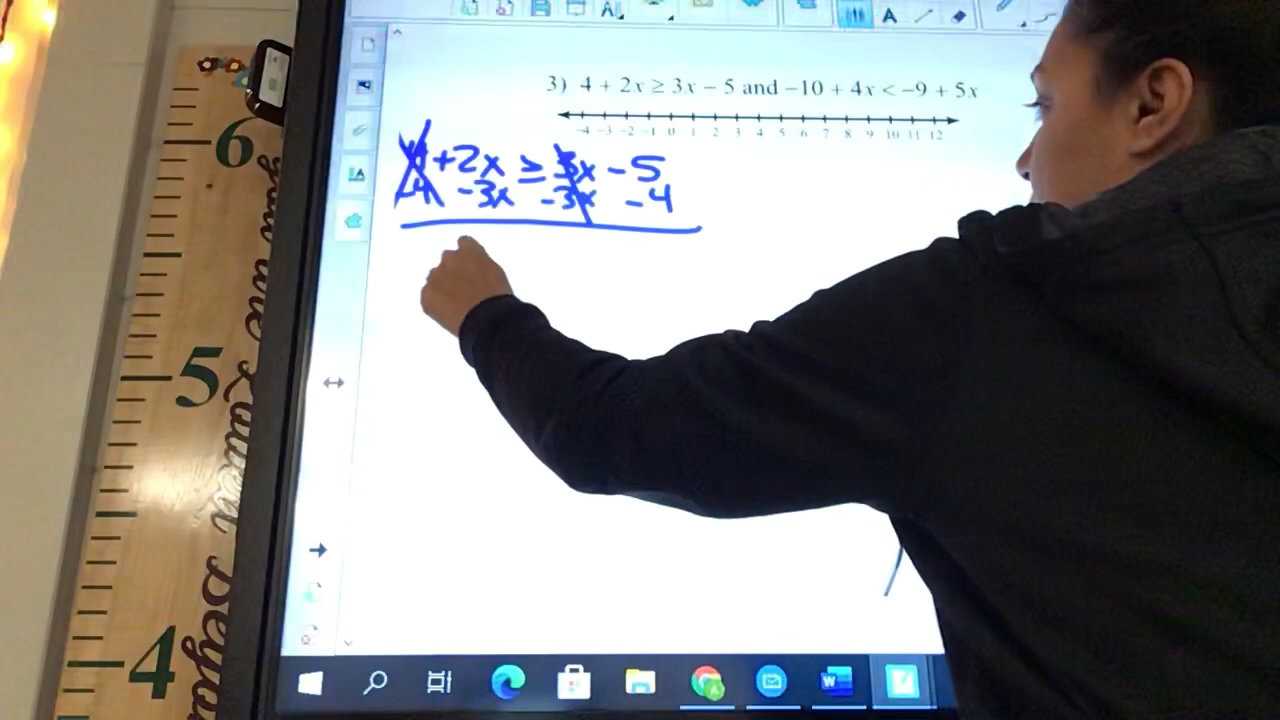 3) 4 + 2x ≥ 3x − 5 and −10 + 4x < −9 + 5x
-4 -3 -2 -1 0 1 2 3 4 5 6 7 8 9 10 11 12
4 +2x ≥ 3x - 5
-4 -3x -3x -4
6
5
4